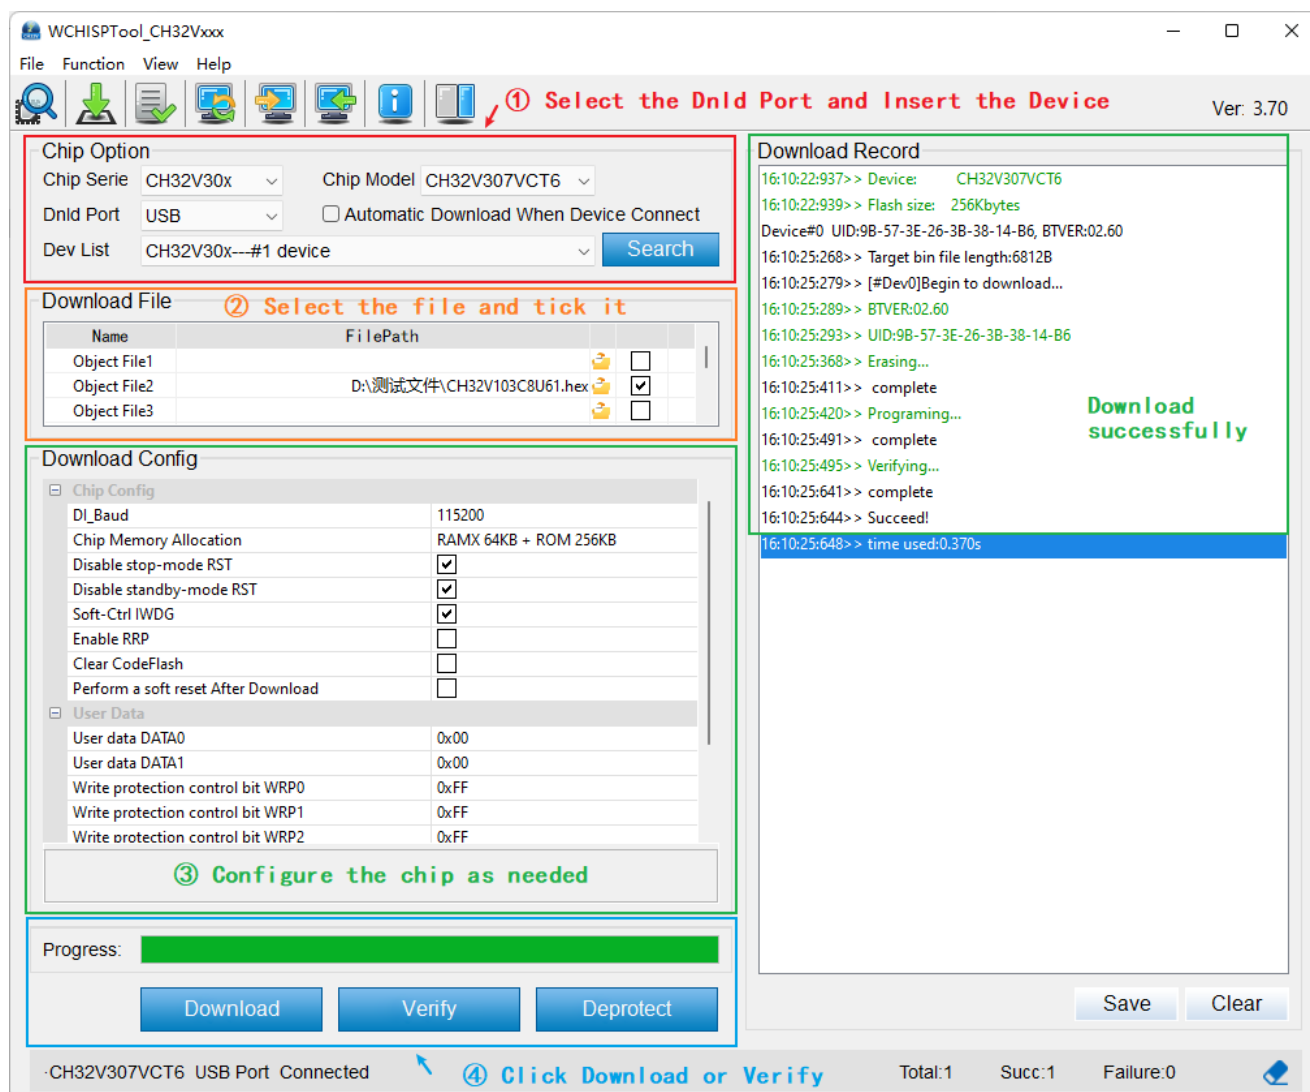 WCHISPTool_CH32Vxxx
File Function View Help
① Select the Dnld Port and Insert the Device
Ver: 3.70
Chip Option
Chip Serie CH32V30x Chip Model CH32V307VCT6
Dnld Port USB Automatic Download When Device Connect
Dev List CH32V30x---#1 device Search
Download File ② Select the file and tick it
Name FilePath
Object File1
Object File2 D:\测试文件\CH32V103C8U61.hex
Object File3
Download Config
Chip Config
DI_Baud 115200
Chip Memory Allocation RAMX 64KB + ROM 256KB
Disable stop-mode RST
Disable standby-mode RST
Soft-Ctrl IWDG
Enable RRP
Clear CodeFlash
Perform a soft reset After Download
User Data
User data DATA0 0x00
User data DATA1 0x00
Write protection control bit WRP0 0xFF
Write protection control bit WRP1 0xFF
Write protection control bit WRP2 0xFF
③ Configure the chip as needed
Progress:
Download Verify Deprotect
Download Record
16:10:22:937>> Device: CH32V307VCT6
16:10:22:939>> Flash size: 256Kbytes
Device#0 UID:9B-57-3E-26-3B-38-14-B6, BTVER:02.60
16:10:25:268>> Target bin file length:6812B
16:10:25:279>> [#Dev0]Begin to download...
16:10:25:289>> BTVER:02.60
16:10:25:293>> UID:9B-57-3E-26-3B-38-14-B6
16:10:25:368>> Erasing...
16:10:25:411>> complete
16:10:25:420>> Programing...
16:10:25:491>> complete
16:10:25:495>> Verifying...
16:10:25:641>> complete
16:10:25:644>> Succeed!
16:10:25:648>> time used:0.370s
Download
successfully
Save Clear
·CH32V307VCT6 USB Port Connected
④ Click Download or Verify
Total:1 Succ:1 Failure:0